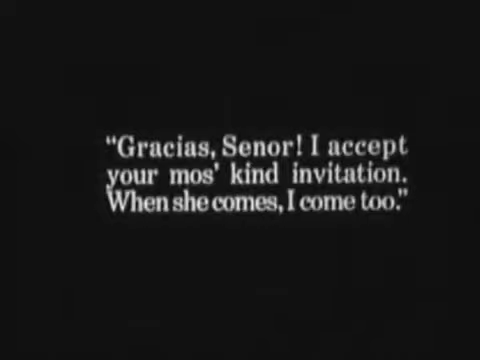 "Gracias, Senor! I accept
your mos' kind invitation.
When she comes, I come too."